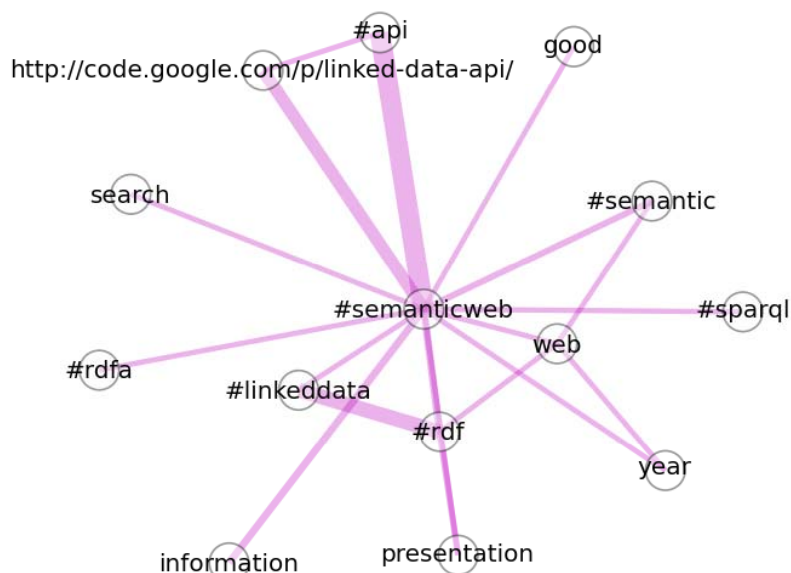 #api
good
http://code.google.com/p/linked-data-api/
search
#semantic
#semanticweb
#sparql
web
#rdfa
#linkeddata
#rdf
year
information
presentation